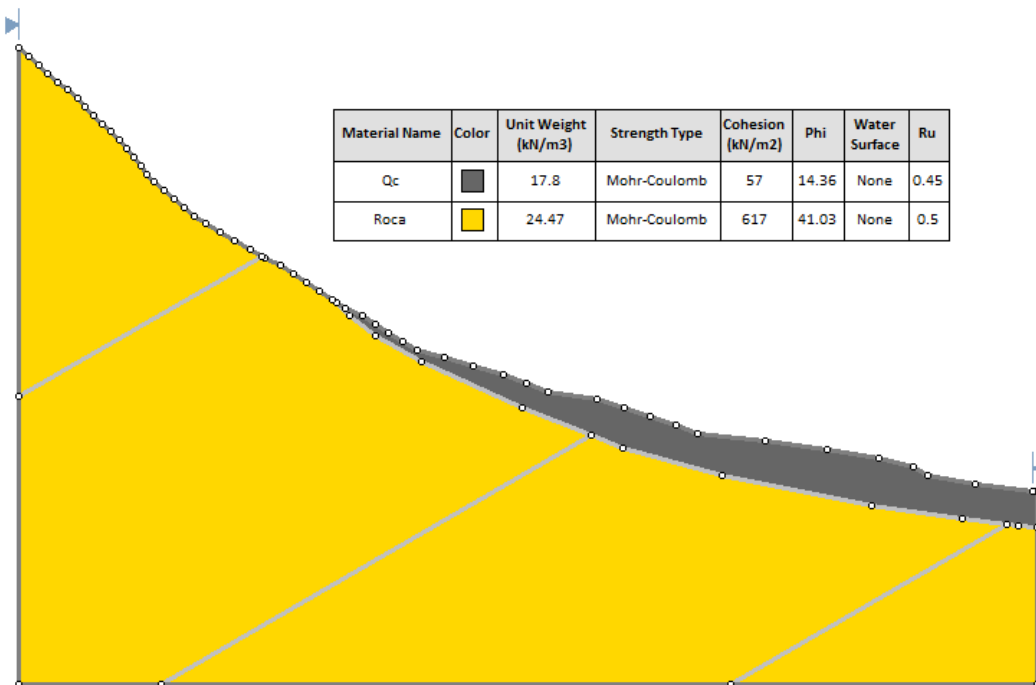 Material Name Color Unit Weight (kN/m3) Strength Type Cohesion (kN/m2) Phi Water Surface Ru
Qc 17.8 Mohr-Coulomb 57 14.36 None 0.45
Roca 24.47 Mohr-Coulomb 617 41.03 None 0.5